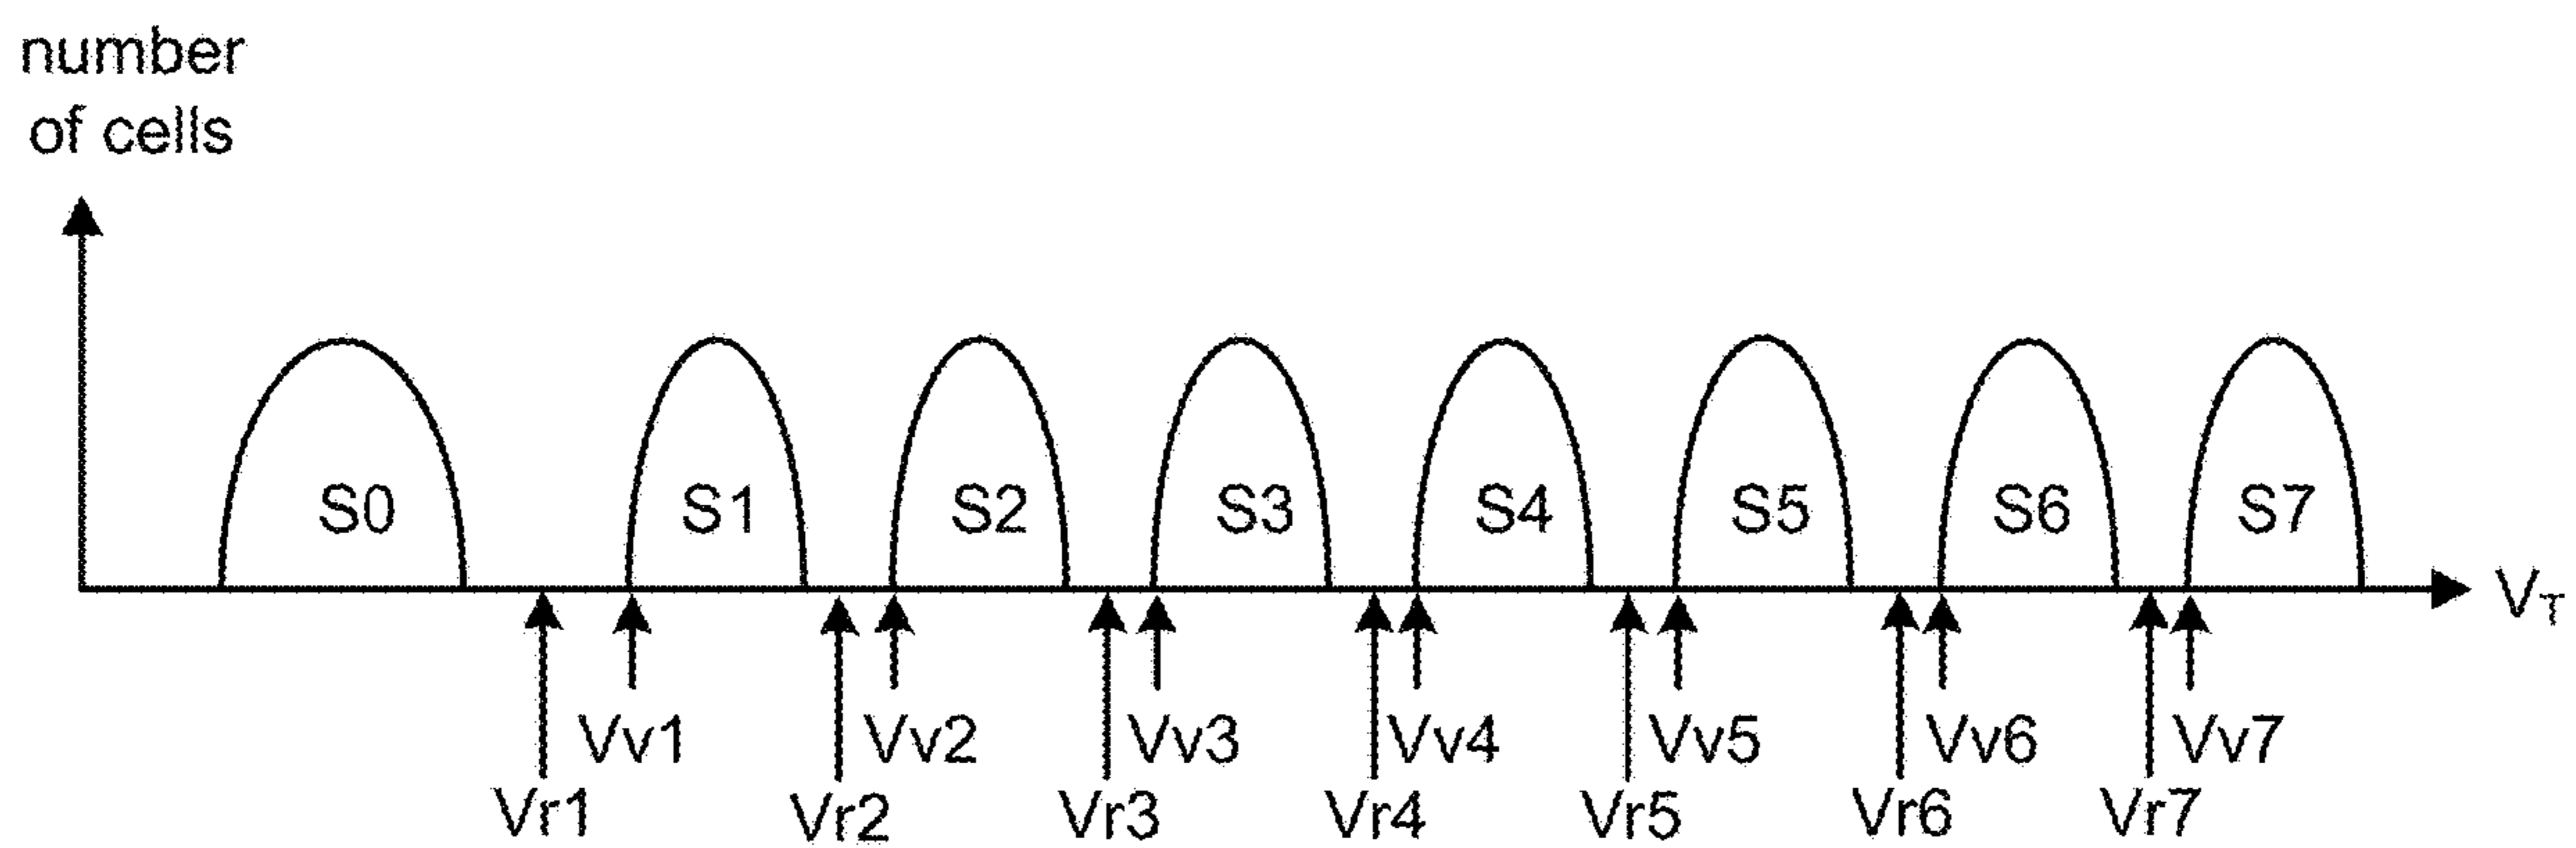 number
of cells
S0 S1 S2 S3 S4 S5 S6 S7
V_T
Vv1 Vv2 Vv3 Vv4 Vv5 Vv6 Vv7
Vr1 Vr2 Vr3 Vr4 Vr5 Vr6 Vr7